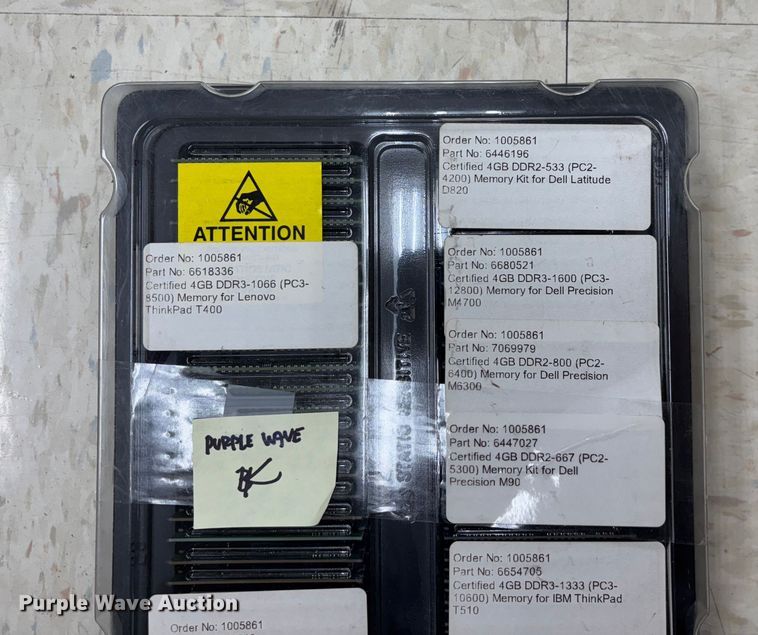 ATTENTION
Order No: 1005861
Part No: 6618336
Certified 4GB DDR3-1066 (PC3-
8500) Memory for Lenovo
ThinkPad T400
PURPLE WAVE
BK
Order No: 1005861
Order No: 1005861
Part No: 6446196
Certified 4GB DDR2-533 (PC2-
4200) Memory Kit for Dell Latitude
D820
Order No: 1005861
Part No: 6680521
Certified 4GB DDR3-1600 (PC3-
12800) Memory for Dell Precision
M4700
Order No: 1005861
Part No: 7069979
Certified 4GB DDR2-800 (PC2-
6400) Memory for Dell Precision
M6300
Order No: 1005861
Part No: 6447027
Certified 4GB DDR2-667 (PC2-
5300) Memory Kit for Dell
Precision M90
Order No: 1005861
Part No: 6654705
Certified 4GB DDR3-1333 (PC3-
10600) Memory for IBM ThinkPad
T510
STATIC SENSITIVE
Purple Wave Auction